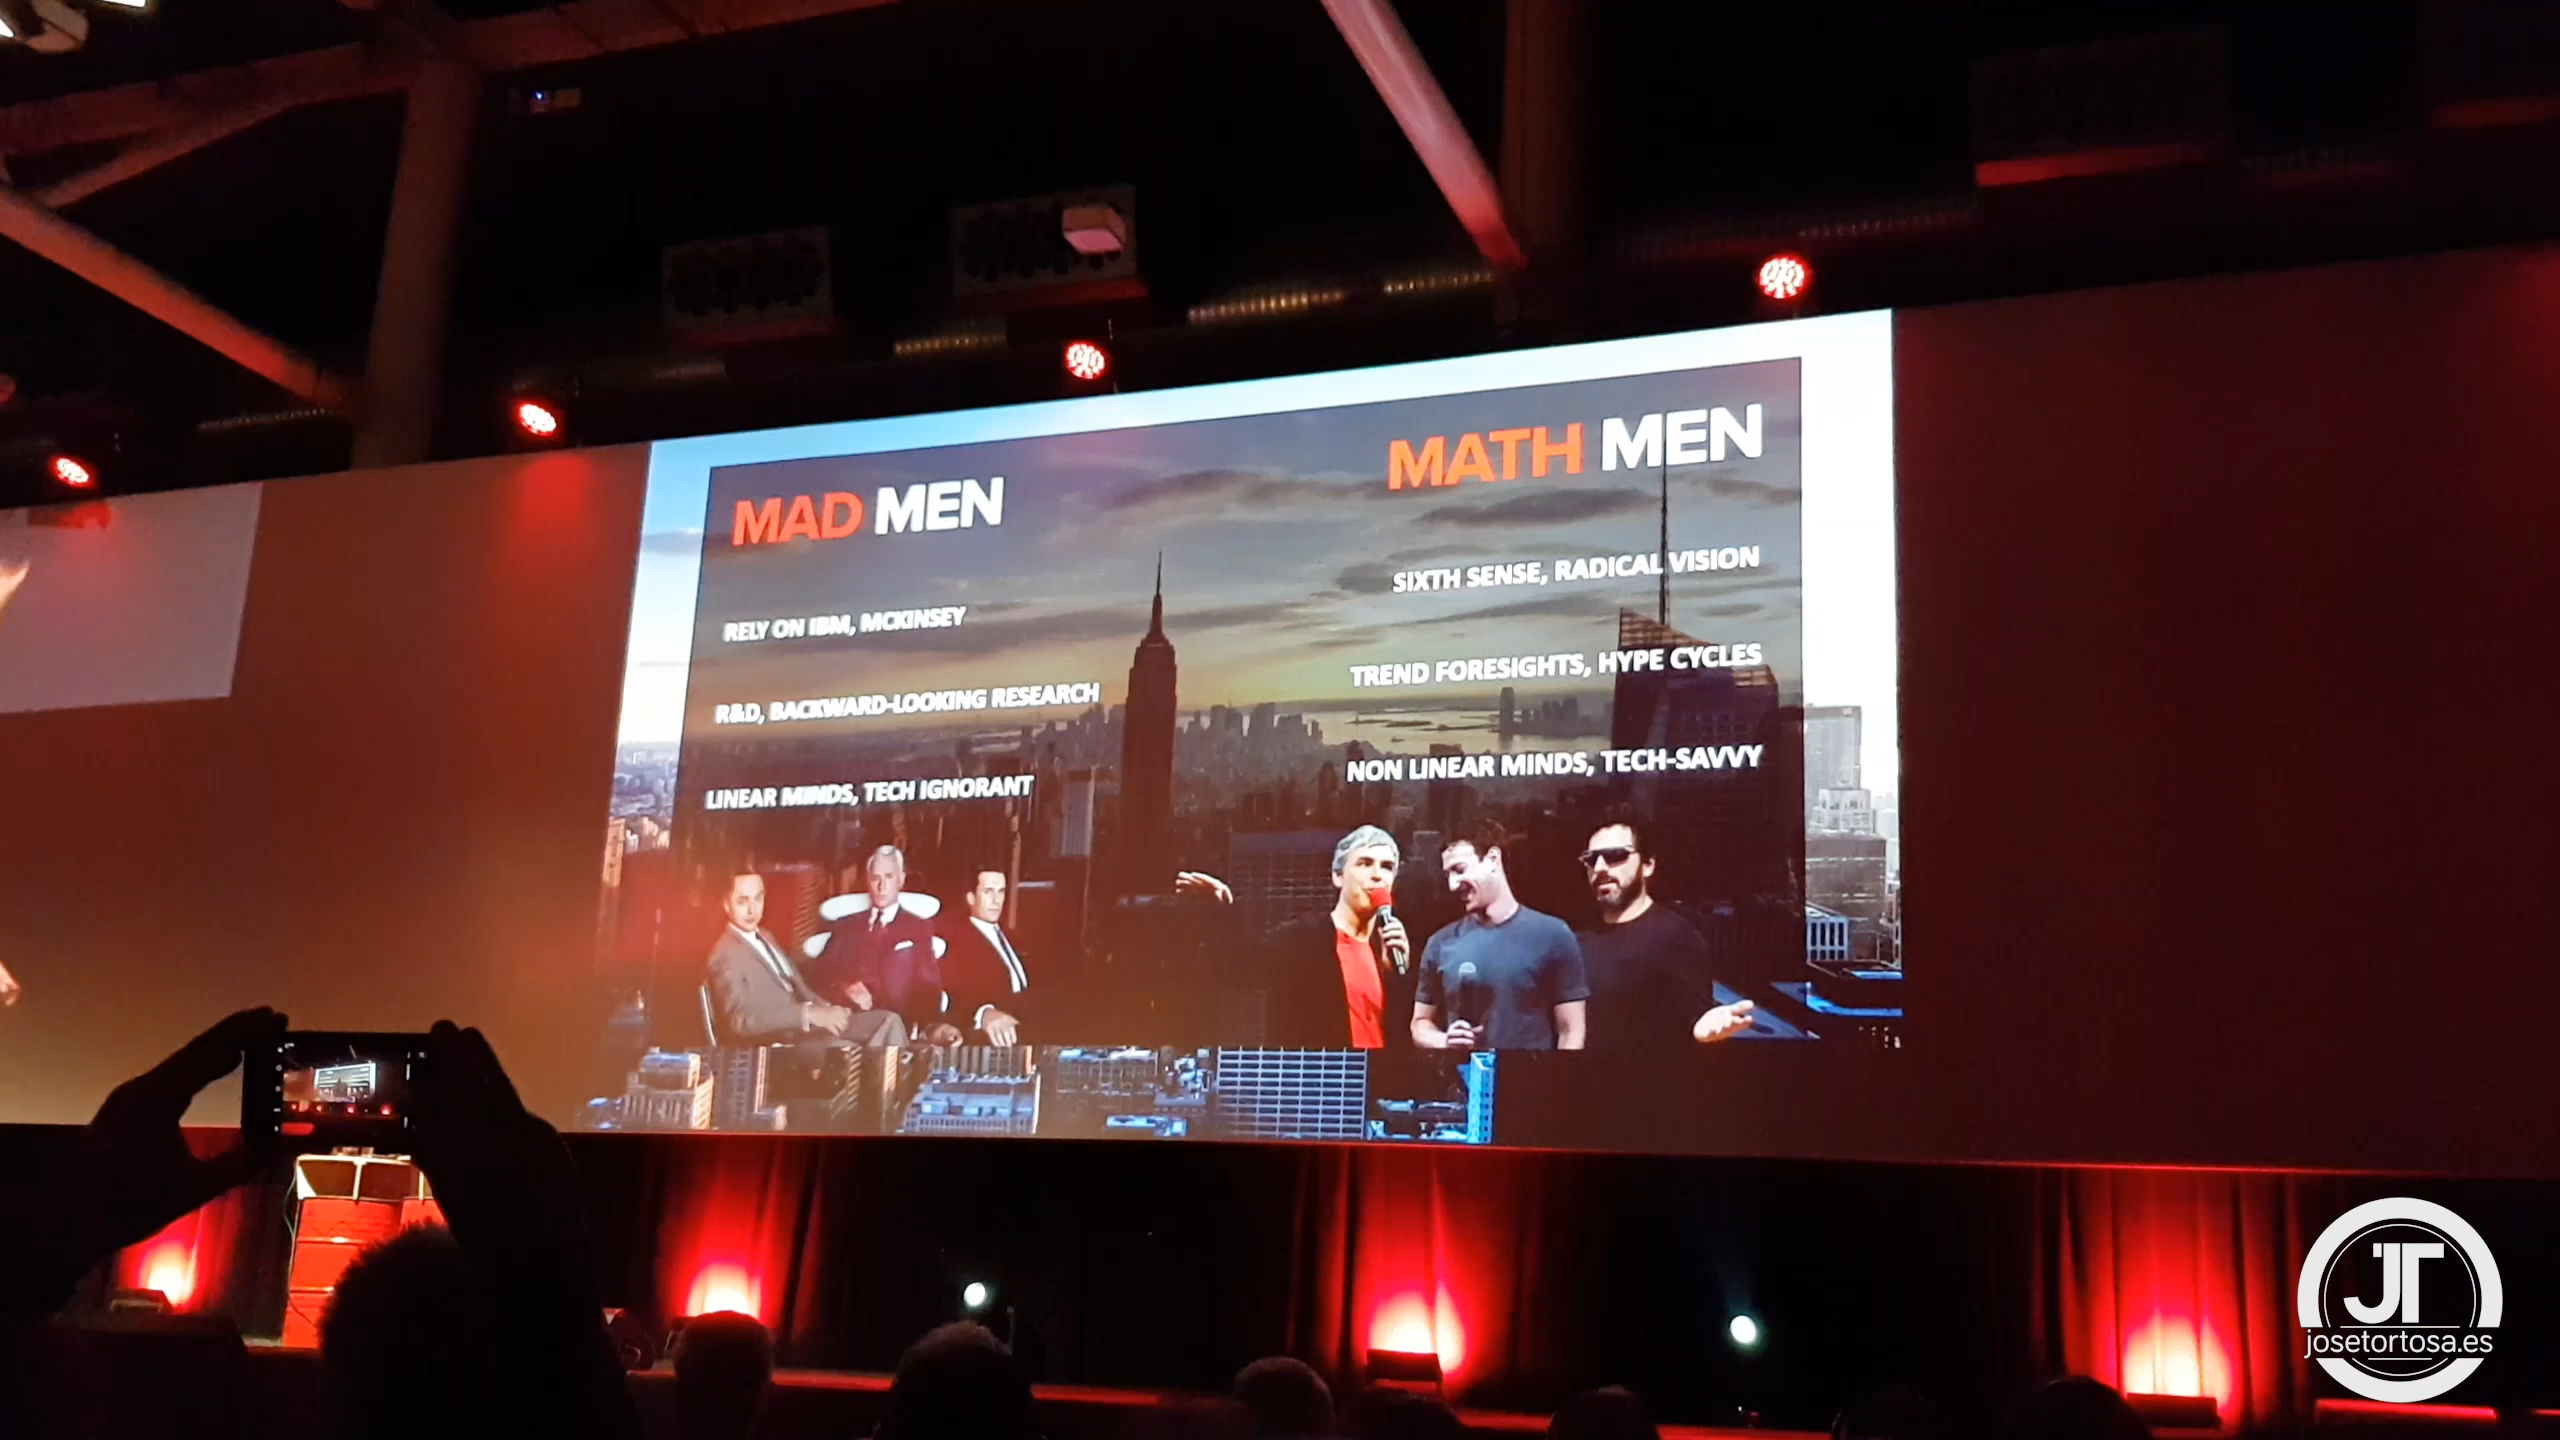 MAD MEN
RELY ON IBM, MCKINSEY
R&D, BACKWARD-LOOKING RESEARCH
LINEAR MINDS, TECH IGNORANT
MATH MEN
SIXTH SENSE, RADICAL VISION
TREND FORESIGHTS, HYPE CYCLES
NON LINEAR MINDS, TECH-SAVVY
JT
josetortosa.es